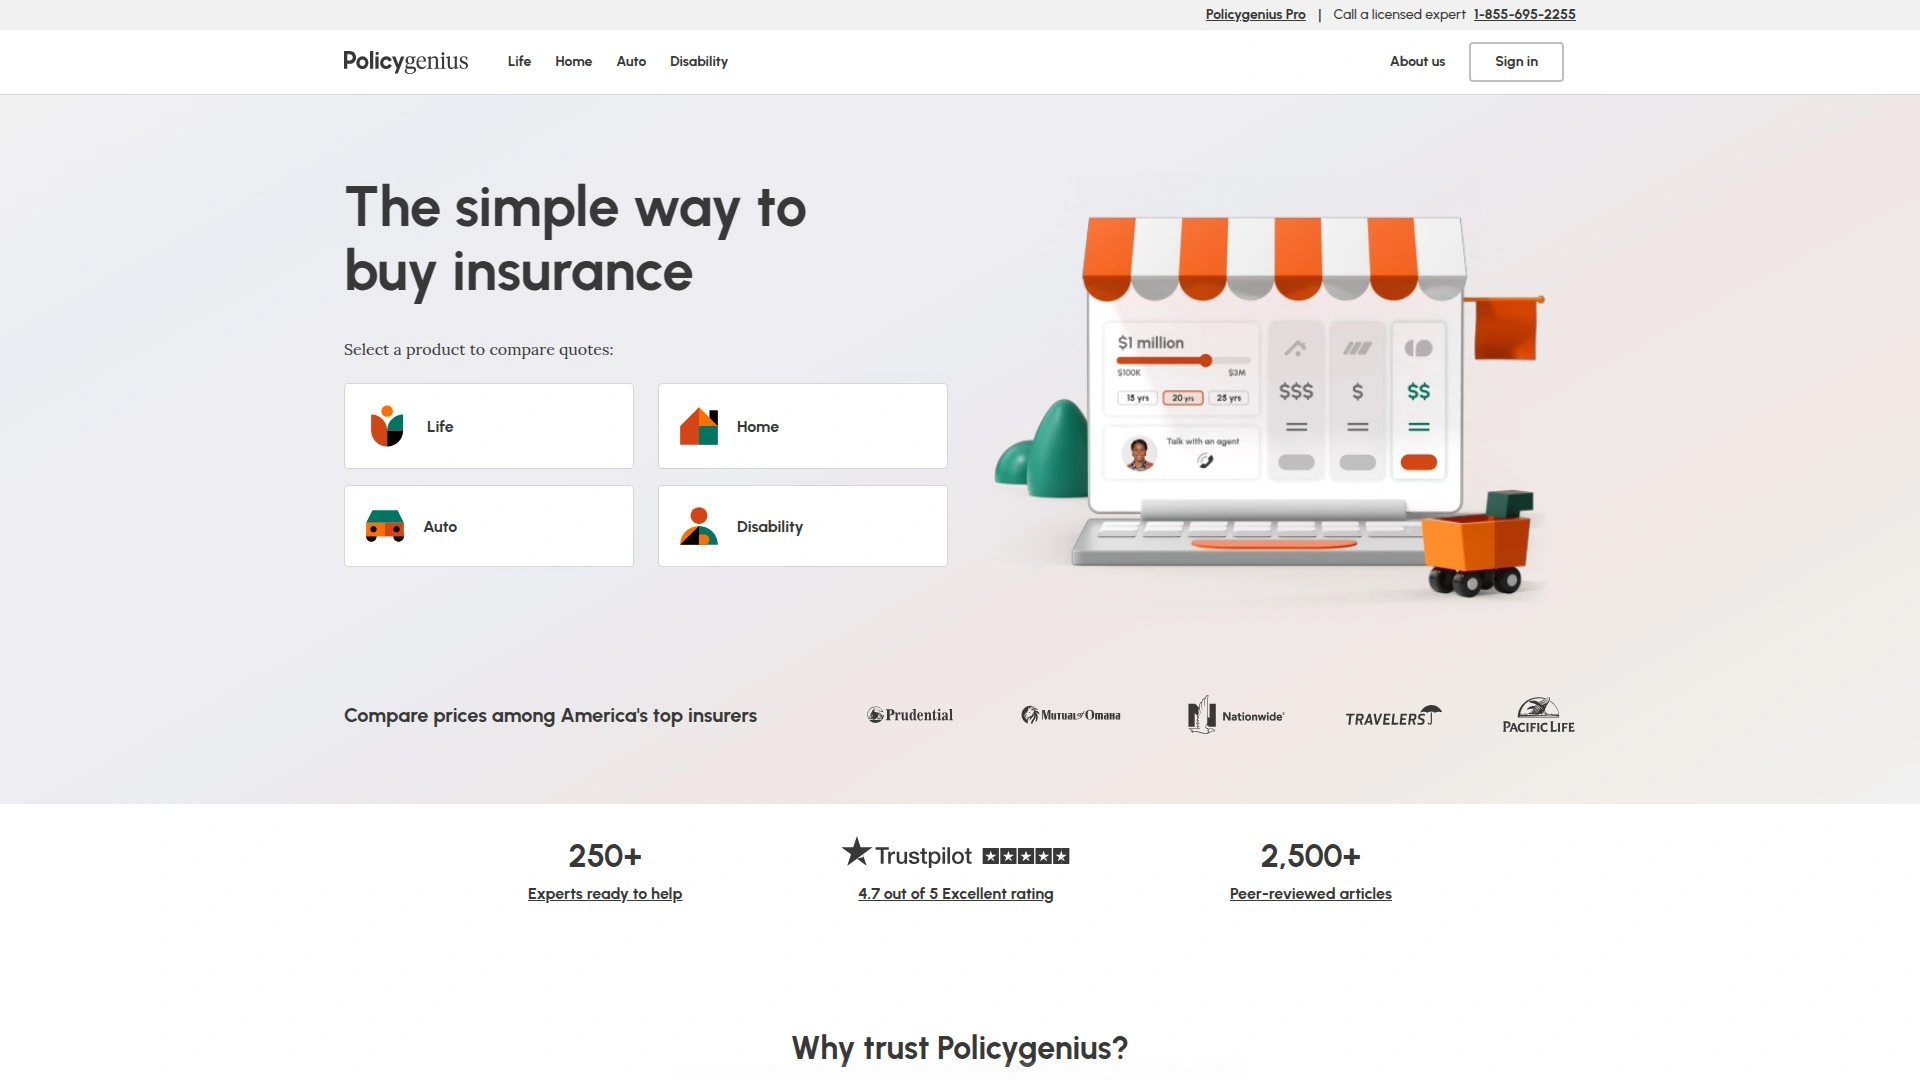 Policygenius Pro | Call a licensed expert 1-855-695-2255
Policygenius Life Home Auto Disability About us Sign in
The simple way to
buy insurance
Select a product to compare quotes:
Life
Home
Auto
Disability
$1 million
$100K $3M
15 yrs 20 yrs 25 yrs
Talk with an agent
$$$ $ $$
Compare prices among America's top insurers
Prudential
Mutual of Omaha
Nationwide®
TRAVELERS
PACIFIC LIFE
250+
Experts ready to help
Trustpilot
4.7 out of 5 Excellent rating
2,500+
Peer-reviewed articles
Why trust Policygenius?